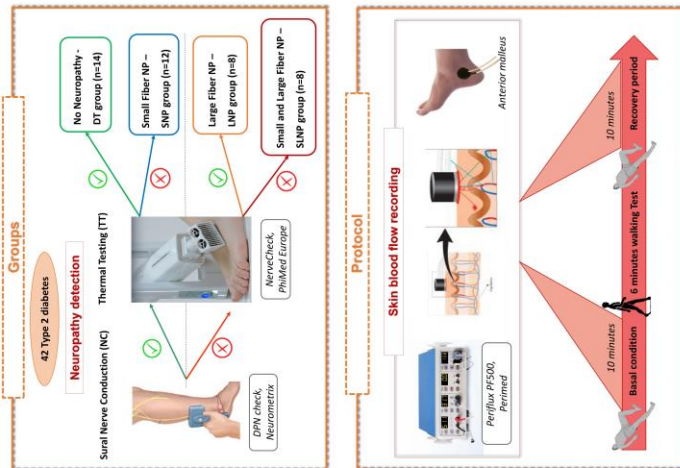 Groups
42 Type 2 diabetes
Neuropathy detection
Sural Nerve Conduction (NC)
Thermal Testing (TT)
DPN check,
Neurometrix
NerveCheck,
PhiMed Europe
No Neuropathy -
DT group (n=14)
Small Fiber NP –
SNP group (n=12)
Large Fiber NP –
LNP group (n=8)
Small and Large Fiber NP –
SLNP group (n=8)
Protocol
Skin blood flow recording
Periflux PF500,
Perimed
Anterior malleus
10 minutes
10 minutes
Basal condition
6 minutes walking Test
Recovery period